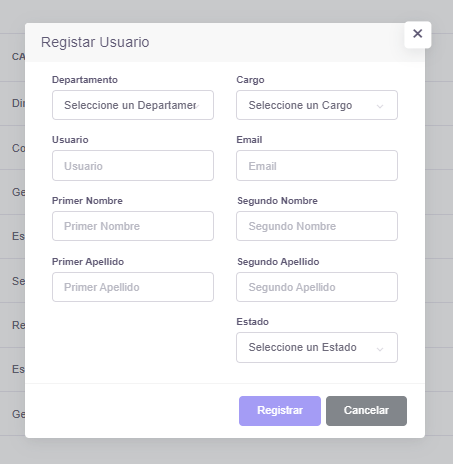 Registar Usuario
CA
Departamento Cargo
Seleccione un Departamen Seleccione un Cargo
Din
Usuario Email
Co
Usuario Email
Ge
Primer Nombre Segundo Nombre
Primer Nombre Segundo Nombre
Es
Primer Apellido Segundo Apellido
Se
Primer Apellido Segundo Apellido
Estado
Re
Seleccione un Estado
Es
Registrar Cancelar
Ge